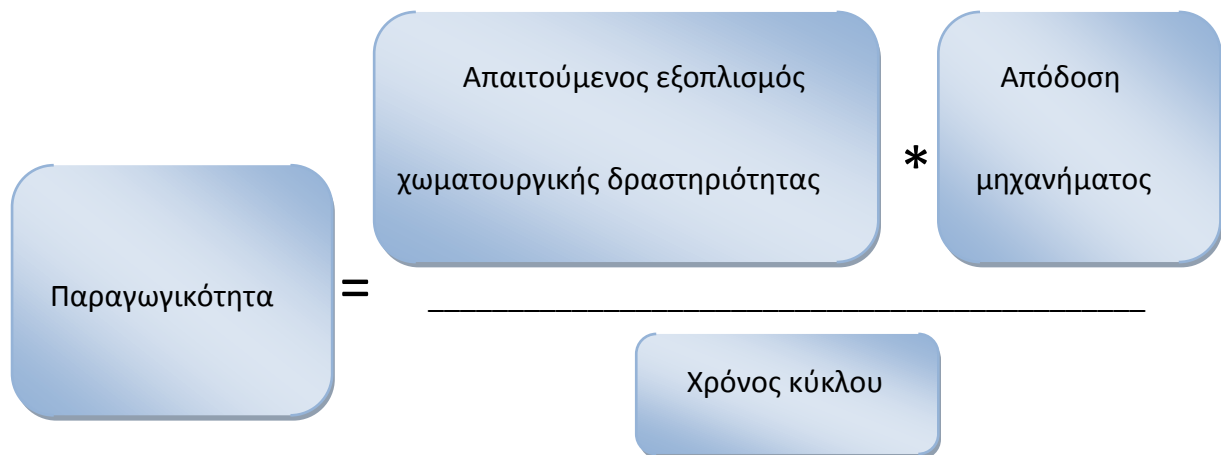 Απαιτούμενος εξοπλισμός
χωματουργικής δραστηριότητας
*
Απόδοση
μηχανήματος
Παραγωγικότητα
=
Χρόνος κύκλου